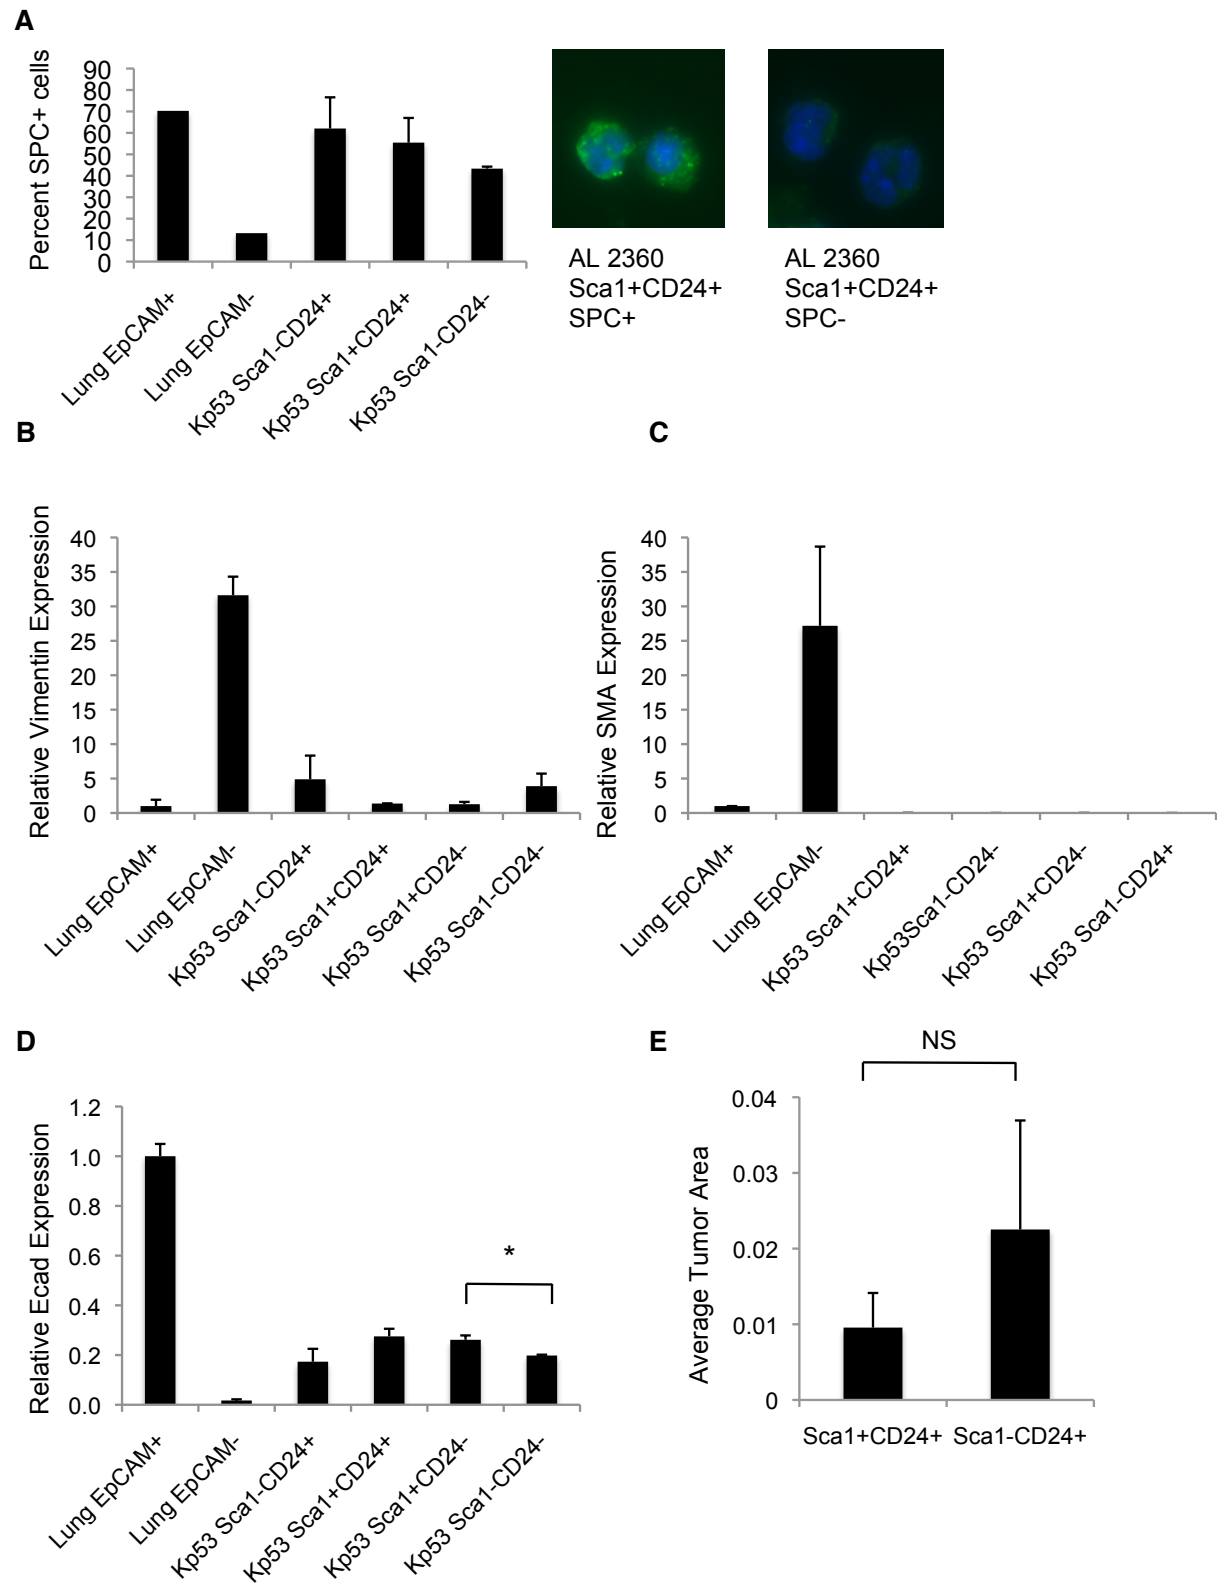 A
Percent SPC+ cells
90
80
70
60
50
40
30
20
10
0
Lung EpCAM+
Lung EpCAM-
Kp53 Sca1-CD24+
Kp53 Sca1+CD24+
Kp53 Sca1-CD24-
AL 2360
Sca1+CD24+
SPC+
AL 2360
Sca1+CD24+
SPC-
B
Relative Vimentin Expression
40
35
30
25
20
15
10
5
0
Lung EpCAM+
Lung EpCAM-
Kp53 Sca1-CD24+
Kp53 Sca1+CD24+
Kp53 Sca1+CD24-
Kp53 Sca1-CD24-
C
Relative SMA Expression
40
35
30
25
20
15
10
5
0
Lung EpCAM+
Lung EpCAM-
Kp53 Sca1+CD24+
Kp53Sca1-CD24-
Kp53 Sca1+CD24-
Kp53 Sca1-CD24+
D
Relative Ecad Expression
1.2
1.0
0.8
0.6
0.4
0.2
0.0
*
Lung EpCAM+
Lung EpCAM-
Kp53 Sca1-CD24+
Kp53 Sca1+CD24+
Kp53 Sca1+CD24-
Kp53 Sca1-CD24-
E
NS
Average Tumor Area
0.04
0.03
0.02
0.01
0
Sca1+CD24+ Sca1-CD24+